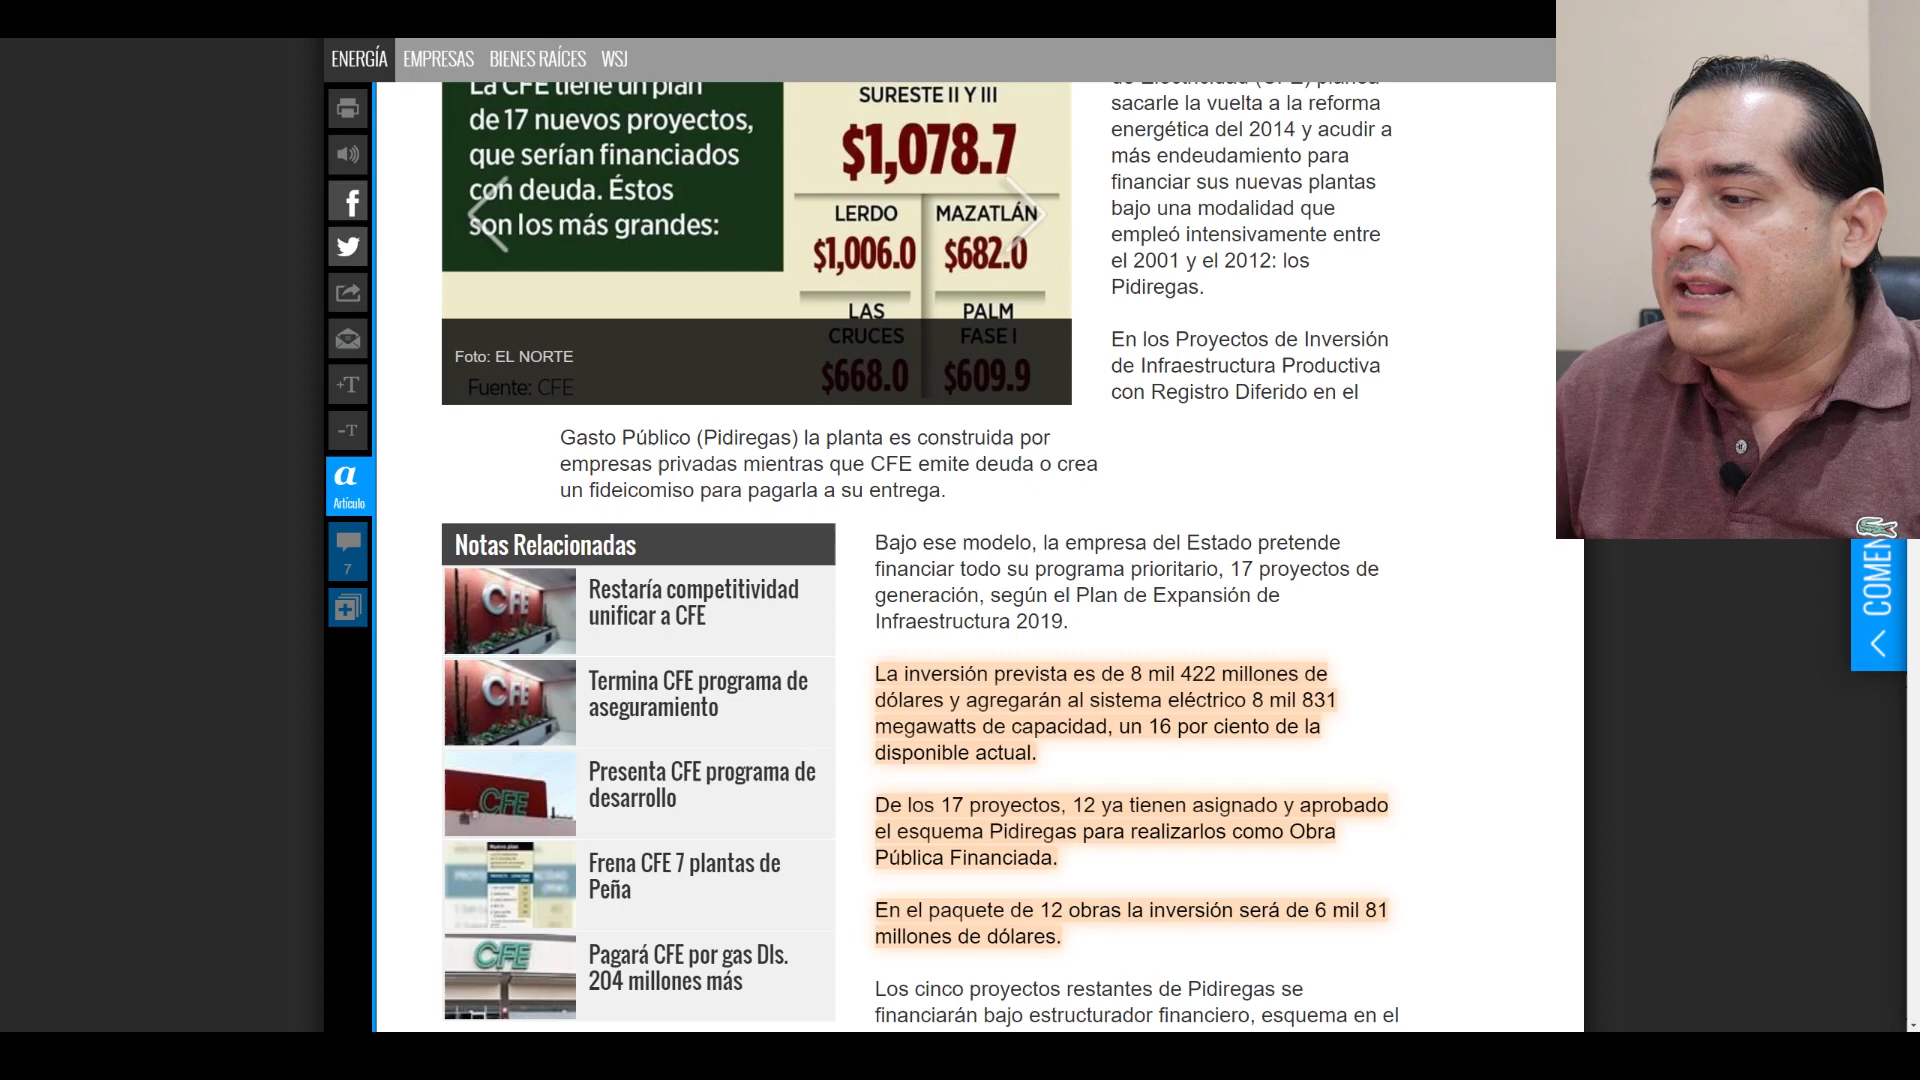 ENERGÍA EMPRESAS BIENES RAÍCES WSJ
La CFE tiene un plan
de 17 nuevos proyectos,
que serían financiados
con deuda. Éstos
son los más grandes:
SURESTE II Y III
$1,078.7
LERDO MAZATLÁN
$1,006.0 $682.0
LAS PALM
CRUCES FASE I
$668.0 $609.9
Foto: EL NORTE
Fuente: CFE
sacarle la vuelta a la reforma
energética del 2014 y acudir a
más endeudamiento para
financiar sus nuevas plantas
bajo una modalidad que
empleó intensivamente entre
el 2001 y el 2012: los
Pidiregas.
En los Proyectos de Inversión
de Infraestructura Productiva
con Registro Diferido en el
Gasto Público (Pidiregas) la planta es construida por
empresas privadas mientras que CFE emite deuda o crea
un fideicomiso para pagarla a su entrega.
+T
-T
a
Artículo
7
Notas Relacionadas
CFE
Restaría competitividad
unificar a CFE
CFE
Termina CFE programa de
aseguramiento
CFE
Presenta CFE programa de
desarrollo
Frena CFE 7 plantas de
Peña
CFE
Pagará CFE por gas Dls.
204 millones más
Bajo ese modelo, la empresa del Estado pretende
financiar todo su programa prioritario, 17 proyectos de
generación, según el Plan de Expansión de
Infraestructura 2019.
La inversión prevista es de 8 mil 422 millones de
dólares y agregarán al sistema eléctrico 8 mil 831
megawatts de capacidad, un 16 por ciento de la
disponible actual.
De los 17 proyectos, 12 ya tienen asignado y aprobado
el esquema Pidiregas para realizarlos como Obra
Pública Financiada.
En el paquete de 12 obras la inversión será de 6 mil 81
millones de dólares.
Los cinco proyectos restantes de Pidiregas se
financiarán bajo estructurador financiero, esquema en el
COMEN